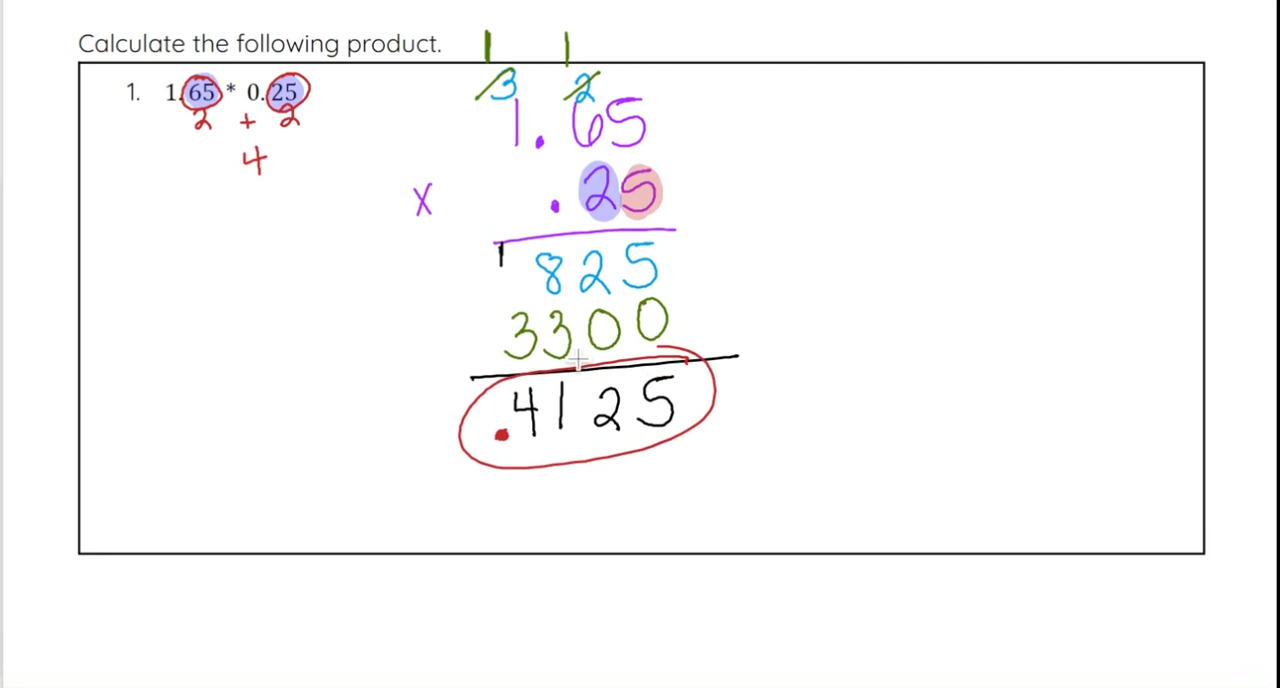 Calculate the following product.
1. 1.65 * 0.25
2 + 2
4
1 1
3 2
1.65
x .25
1
825
3300
.4125